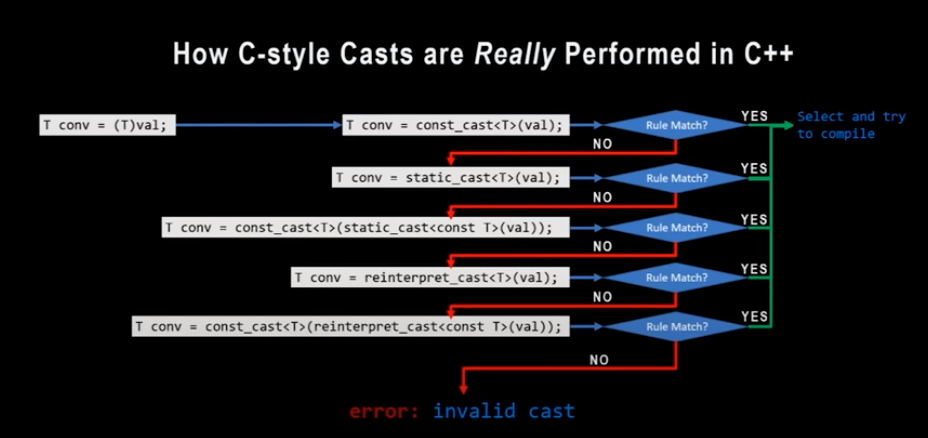 How C-style Casts are Really Performed in C++
T conv = (T)val;
T conv = const_cast<T>(val);
Rule Match?
YES
Select and try
to compile
NO
T conv = static_cast<T>(val);
Rule Match?
YES
NO
T conv = const_cast<T>(static_cast<const T>(val));
Rule Match?
YES
NO
T conv = reinterpret_cast<T>(val);
Rule Match?
YES
NO
T conv = const_cast<T>(reinterpret_cast<const T>(val));
Rule Match?
YES
NO
error: invalid cast